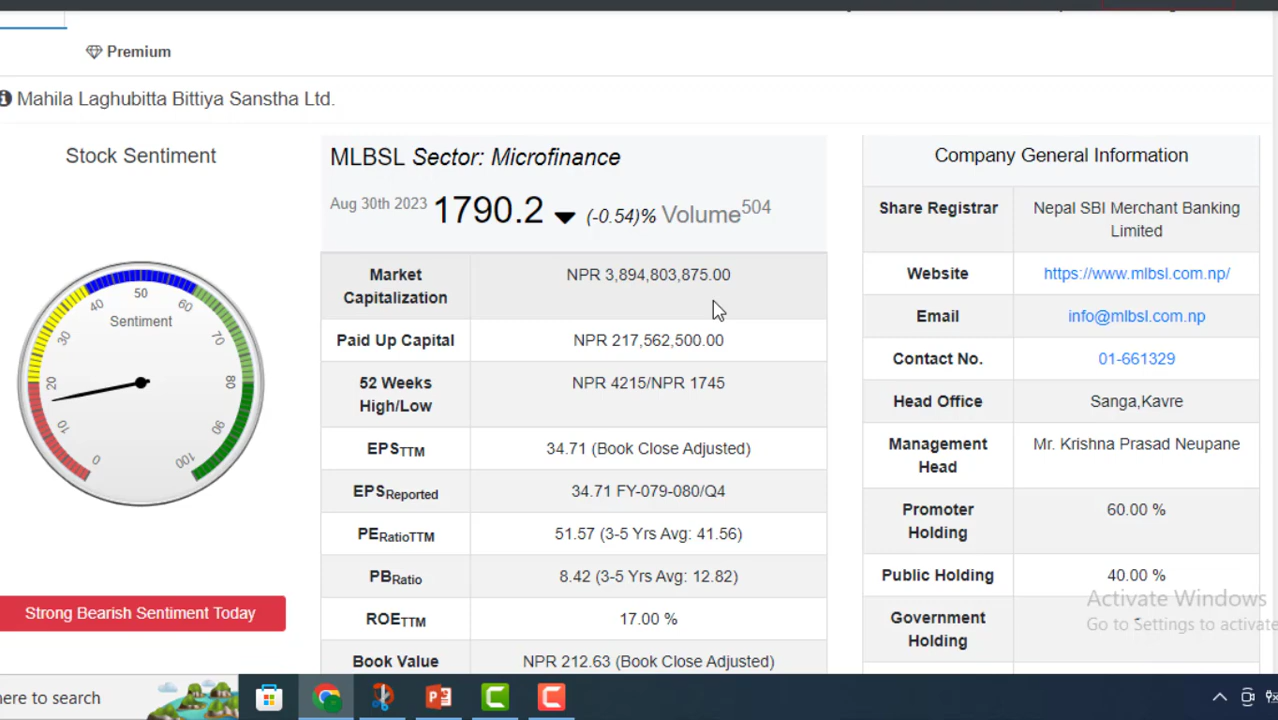 Premium
Mahila Laghubitta Bittiya Sanstha Ltd.
Stock Sentiment
0
10
20
30
40
50
60
70
80
90
100
Sentiment
Strong Bearish Sentiment Today
MLBSL Sector: Microfinance
Aug 30th 2023 1790.2 (-0.54)% Volume504
Market NPR 3,894,803,875.00
Capitalization
Paid Up Capital NPR 217,562,500.00
52 Weeks NPR 4215/NPR 1745
High/Low
EPSTTM 34.71 (Book Close Adjusted)
EPSReported 34.71 FY-079-080/Q4
PERatioTTM 51.57 (3-5 Yrs Avg: 41.56)
PBRatio 8.42 (3-5 Yrs Avg: 12.82)
ROETTM 17.00 %
Book Value NPR 212.63 (Book Close Adjusted)
Company General Information
Share Registrar Nepal SBI Merchant Banking
Limited
Website https://www.mlbsl.com.np/
Email info@mlbsl.com.np
Contact No. 01-661329
Head Office Sanga,Kavre
Management Mr. Krishna Prasad Neupane
Head
Promoter 60.00 %
Holding
Public Holding 40.00 %
Government -
Holding
Activate Windows
Go to Settings to activate
here to search